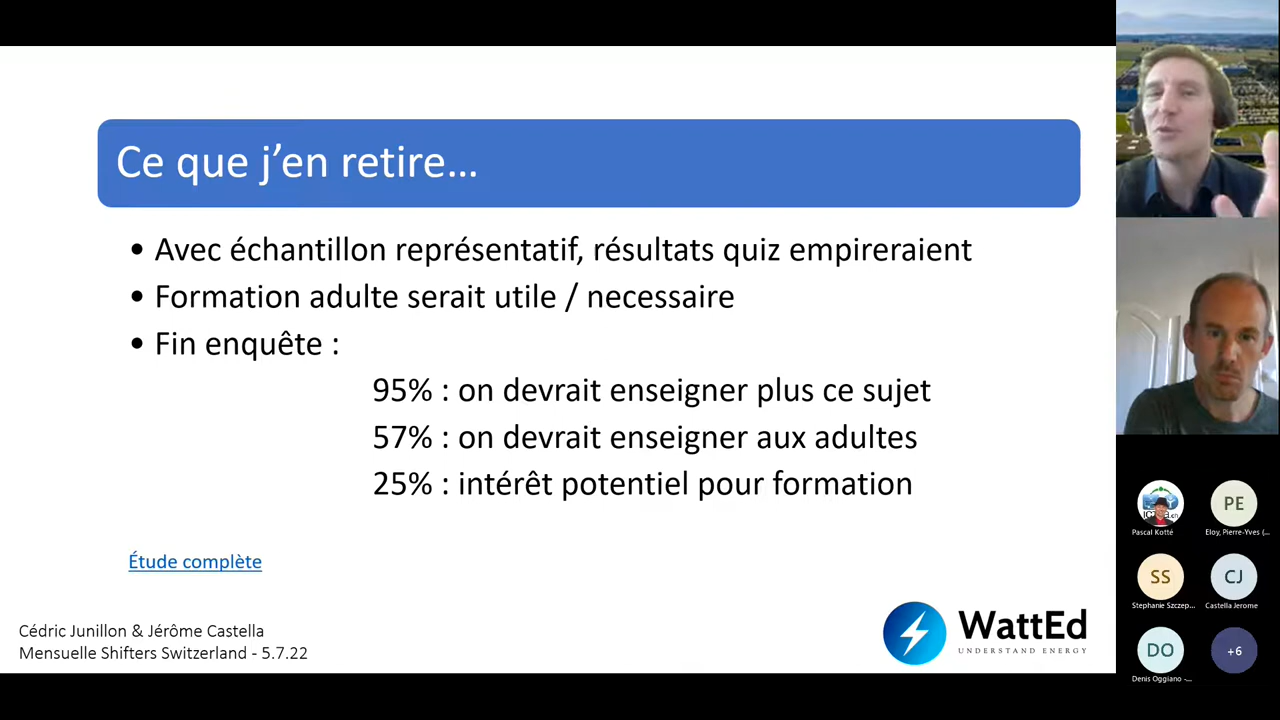 Ce que j’en retire…
• Avec échantillon représentatif, résultats quiz empireraient
• Formation adulte serait utile / necessaire
• Fin enquête :
95% : on devrait enseigner plus ce sujet
57% : on devrait enseigner aux adultes
25% : intérêt potentiel pour formation
Étude complète
Cédric Junillon & Jérôme Castella
Mensuelle Shifters Switzerland - 5.7.22
WattEd
UNDERSTAND ENERGY
PE
Pascal Kotté
Eloy, Pierre-Yves (...
SS
CJ
Stephanie Szczep...
Castella Jerome
DO
+6
Denis Oggiano -...